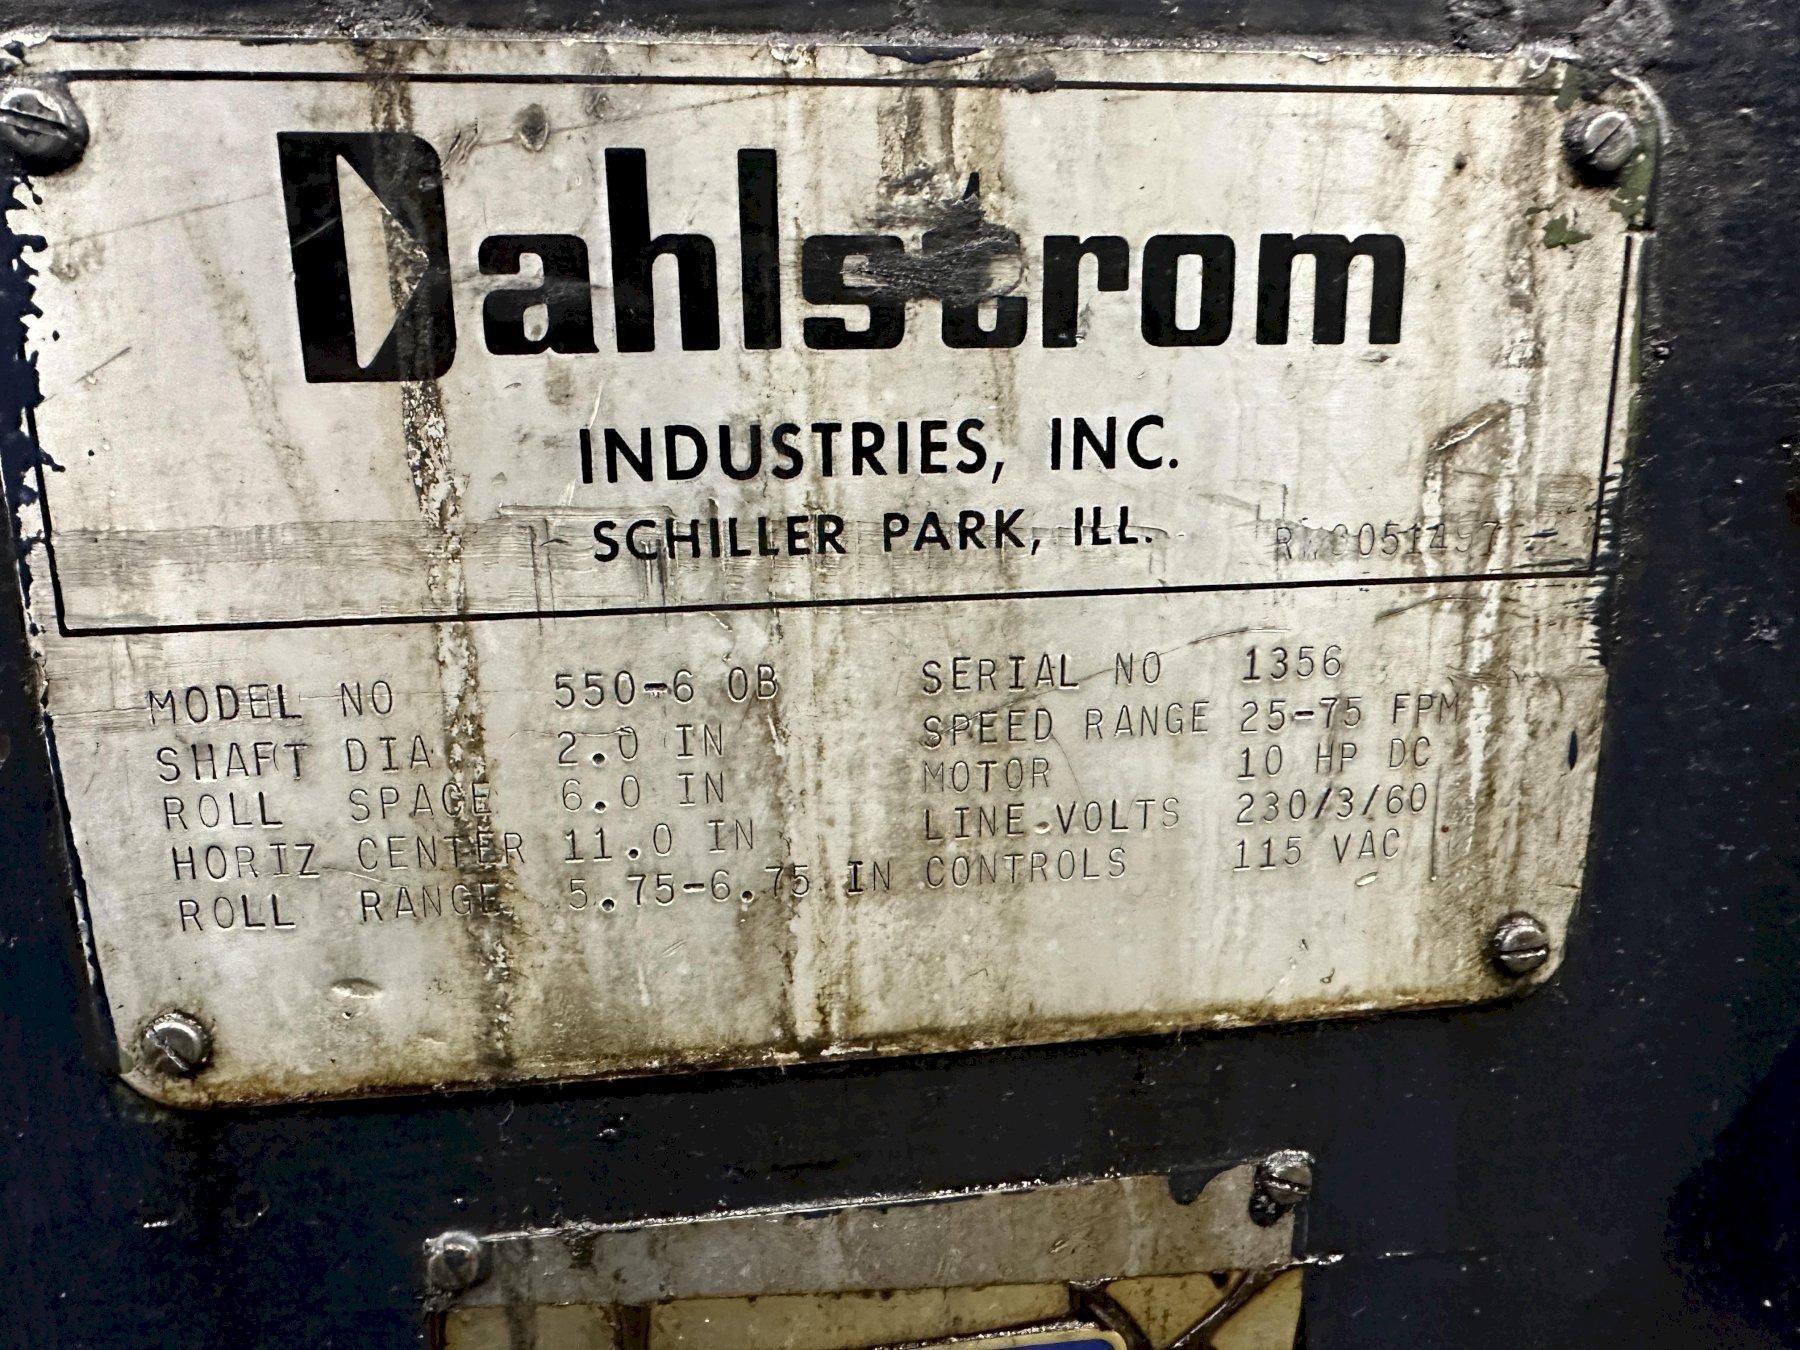 Dahlstrom
INDUSTRIES, INC.
SCHILLER PARK, ILL.
MODEL NO 550-6 OB
SHAFT DIA 2.0 IN
ROLL SPACE 6.0 IN
HORIZ CENTER 11.0 IN
ROLL RANGE 5.75-6.75 IN
SERIAL NO 1356
SPEED RANGE 25-75 FPM
MOTOR 10 HP DC
LINE VOLTS 230/3/60
CONTROLS 115 VAC